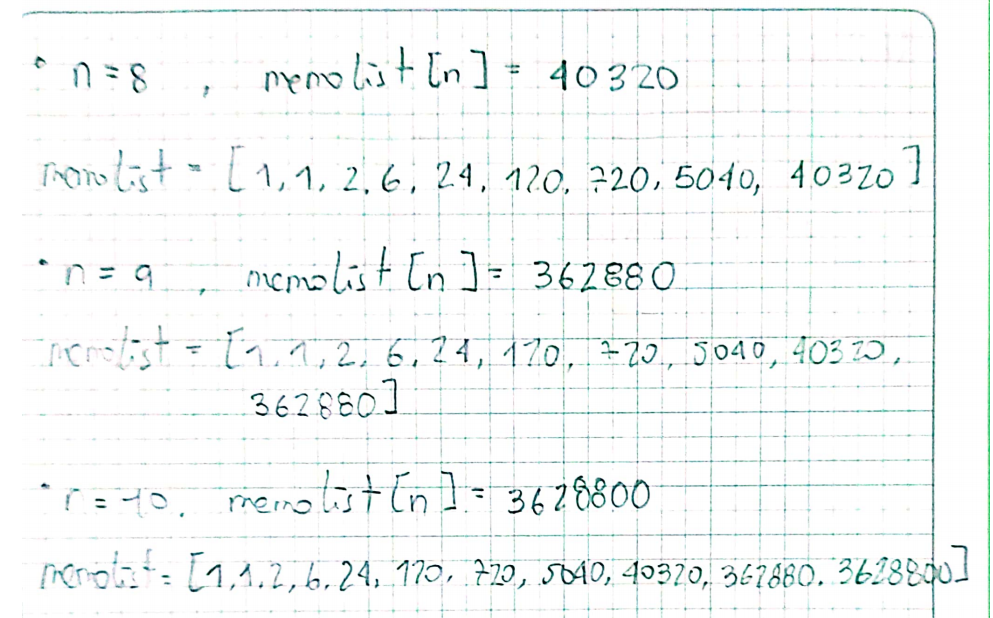 • n = 8 , memolist [n] = 40320
memolist = [1, 1, 2, 6, 24, 120, 720, 5040, 40320]
• n = 9 , memolist [n] = 362880
memolist = [1, 1, 2, 6, 24, 120, 720, 5040, 40320,
362880]
• n = 10, memolist [n] = 3628800
memolist = [1, 1, 2, 6, 24, 120, 720, 5040, 40320, 362880, 3628800]